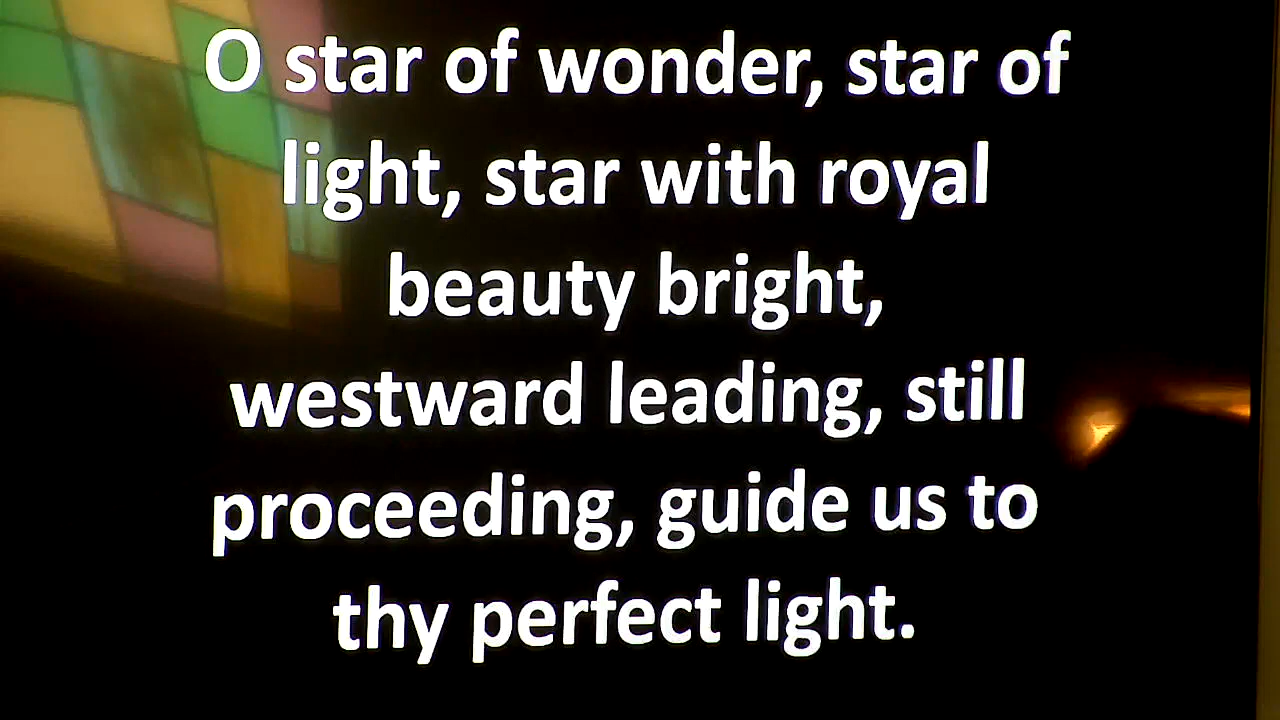 O star of wonder, star of
light, star with royal
beauty bright,
westward leading, still
proceeding, guide us to
thy perfect light.